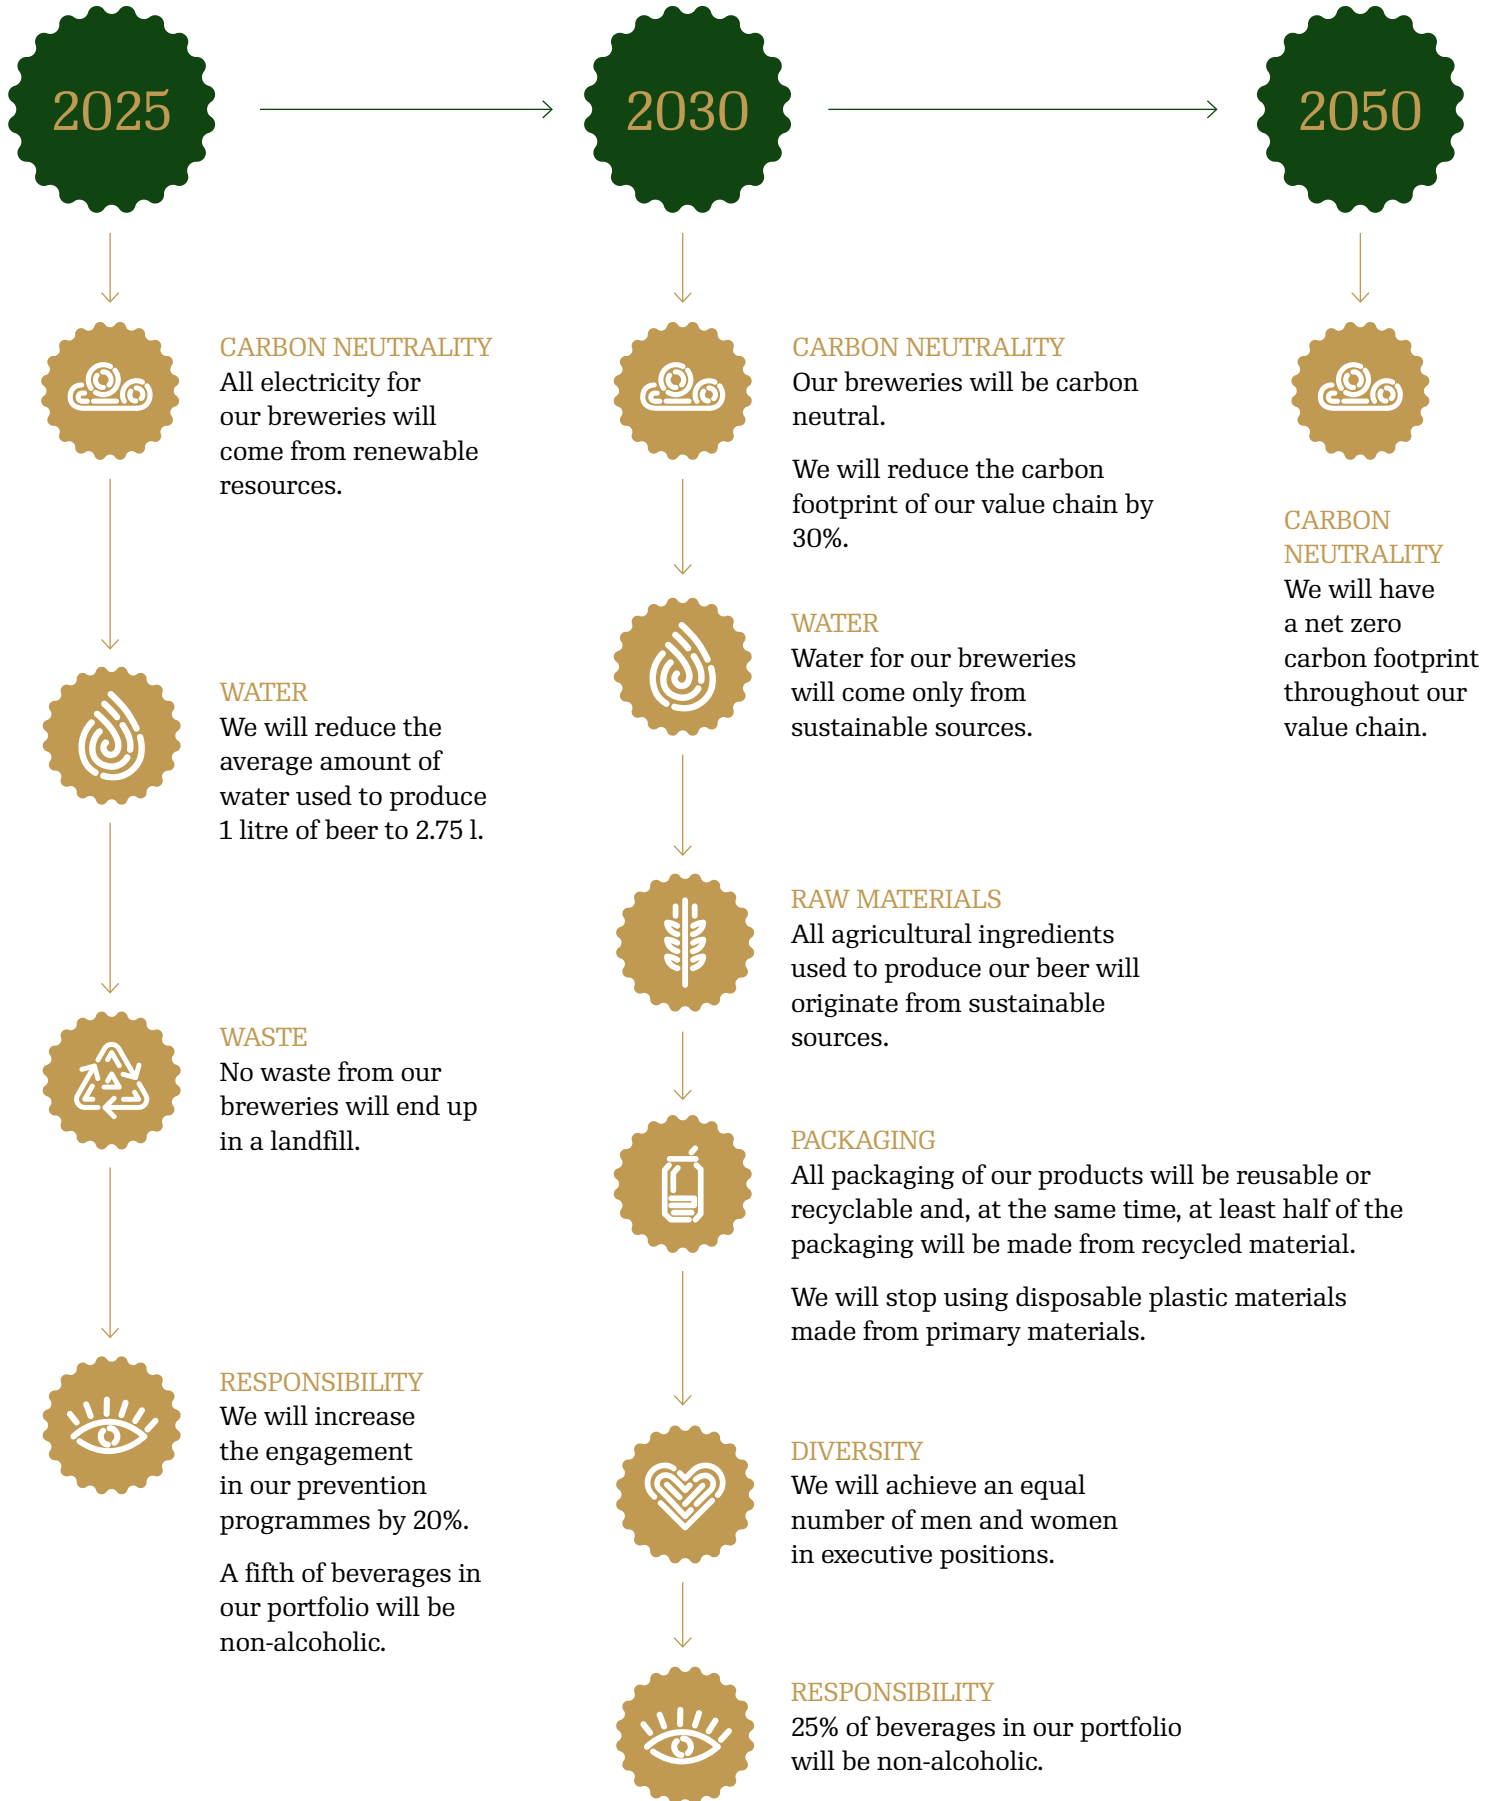 2025
2030
2050
CARBON NEUTRALITY
All electricity for
our breweries will
come from renewable
resources.
WATER
We will reduce the
average amount of
water used to produce
1 litre of beer to 2.75 l.
WASTE
No waste from our
breweries will end up
in a landfill.
RESPONSIBILITY
We will increase
the engagement
in our prevention
programmes by 20%.
A fifth of beverages in
our portfolio will be
non-alcoholic.
CARBON NEUTRALITY
Our breweries will be carbon
neutral.
We will reduce the carbon
footprint of our value chain by
30%.
WATER
Water for our breweries
will come only from
sustainable sources.
RAW MATERIALS
All agricultural ingredients
used to produce our beer will
originate from sustainable
sources.
PACKAGING
All packaging of our products will be reusable or
recyclable and, at the same time, at least half of the
packaging will be made from recycled material.
We will stop using disposable plastic materials
made from primary materials.
DIVERSITY
We will achieve an equal
number of men and women
in executive positions.
RESPONSIBILITY
25% of beverages in our portfolio
will be non-alcoholic.
CARBON
NEUTRALITY
We will have
a net zero
carbon footprint
throughout our
value chain.